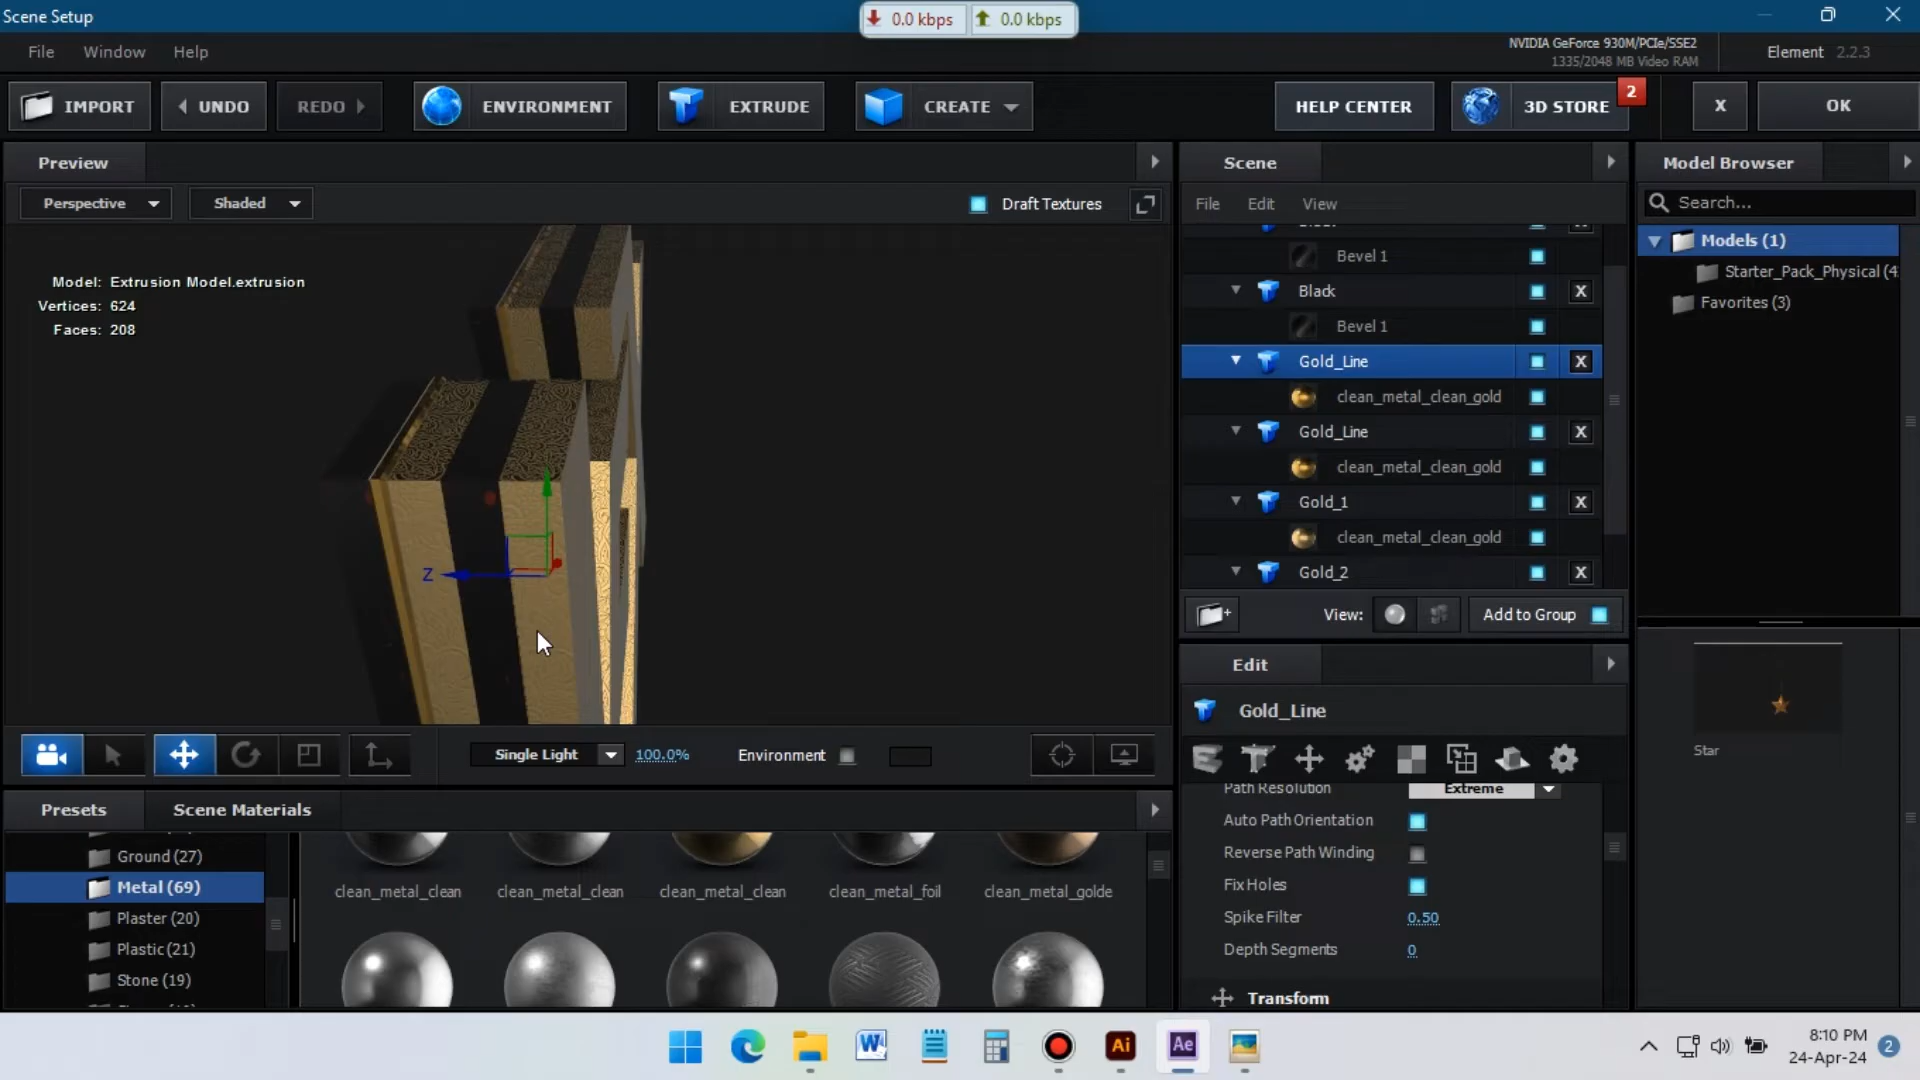 Scene Setup
0.0 kbps
0.0 kbps
File
Window
Help
NVIDIA GeForce 930M/PCIe/SSE2
1335/2048 MB Video RAM
Element 2.2.3
IMPORT
UNDO
REDO
ENVIRONMENT
EXTRUDE
CREATE
HELP CENTER
3D STORE
2
X
OK
Preview
Scene
Model Browser
Perspective
Shaded
Draft Textures
File
Edit
View
Search...
Bevel 1
Models (1)
Model: Extrusion Model.extrusion
Black
X
Starter_Pack_Physical (4
Vertices: 624
Favorites (3)
Faces: 208
Bevel 1
Gold_Line
X
clean_metal_clean_gold
Gold_Line
X
clean_metal_clean_gold
Gold_1
X
clean_metal_clean_gold
Z
Gold_2
X
View:
Add to Group
Edit
Gold_Line
Single Light
100.0%
Environment
Star
Path Resolution
Extreme
Presets
Scene Materials
Auto Path Orientation
Reverse Path Winding
Ground (27)
Metal (69)
Plaster (20)
Plastic (21)
Stone (19)
clean_metal_clean
clean_metal_clean
clean_metal_clean
clean_metal_foil
clean_metal_golde
Fix Holes
Spike Filter
0.50
Depth Segments
0
Transform
W
Ai
Ae
8:10 PM
24-Apr-24
2